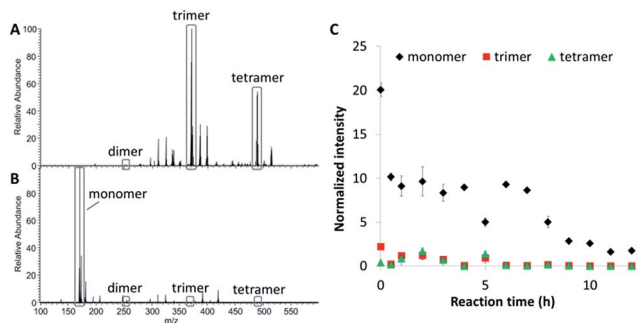 A
Relative Abundance
100
80
60
40
20
0
trimer
tetramer
dimer
B
Relative Abundance
80
60
40
20
0
monomer
dimer
trimer
tetramer
100 150 200 250 300 350 400 450 500 550
m/z
C
monomer trimer tetramer
Normalized intensity
25
20
15
10
5
0
0 5 10
Reaction time (h)